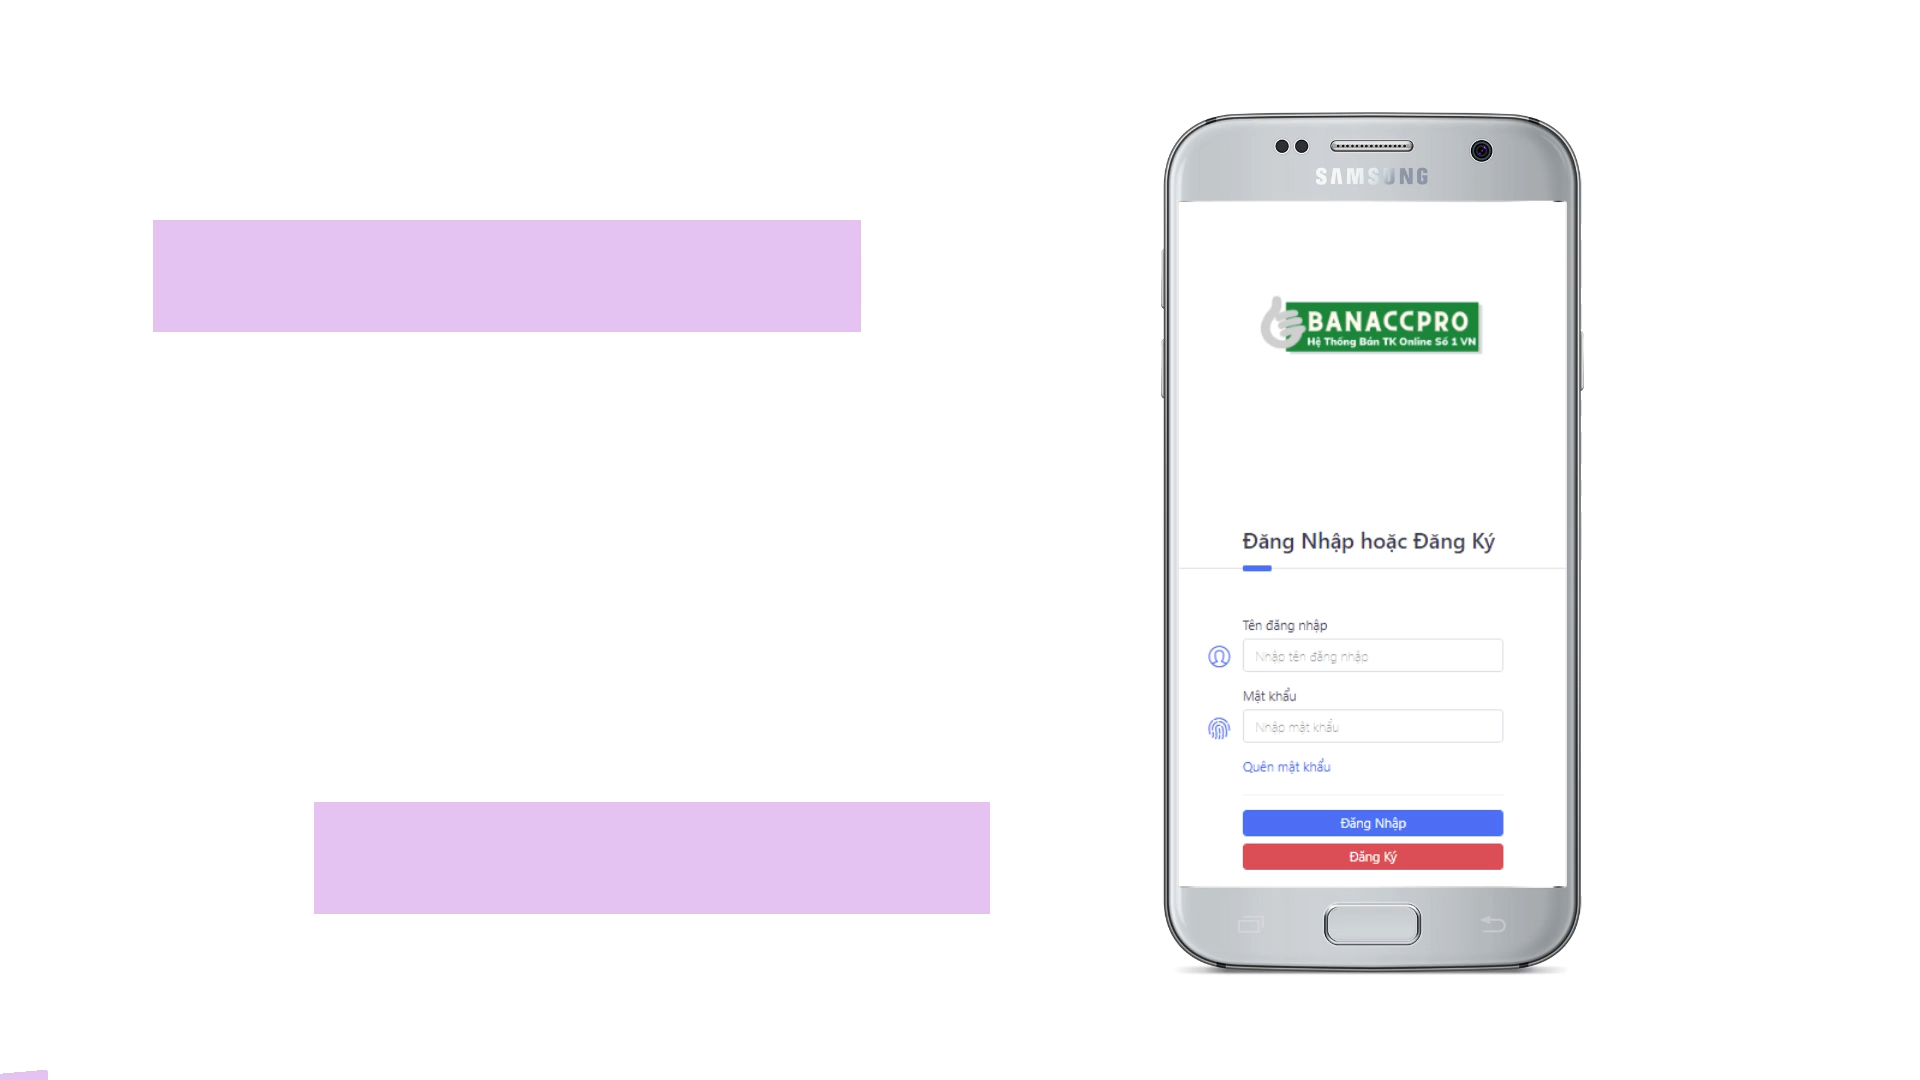 SAMSUNG
BANACCPRO
Hệ Thống Bán TK Online Số 1 VN
Đăng Nhập hoặc Đăng Ký
Tên đăng nhập
Nhập tên đăng nhập
Mật khẩu
Nhập mật khẩu
Quên mật khẩu
Đăng Nhập
Đăng Ký